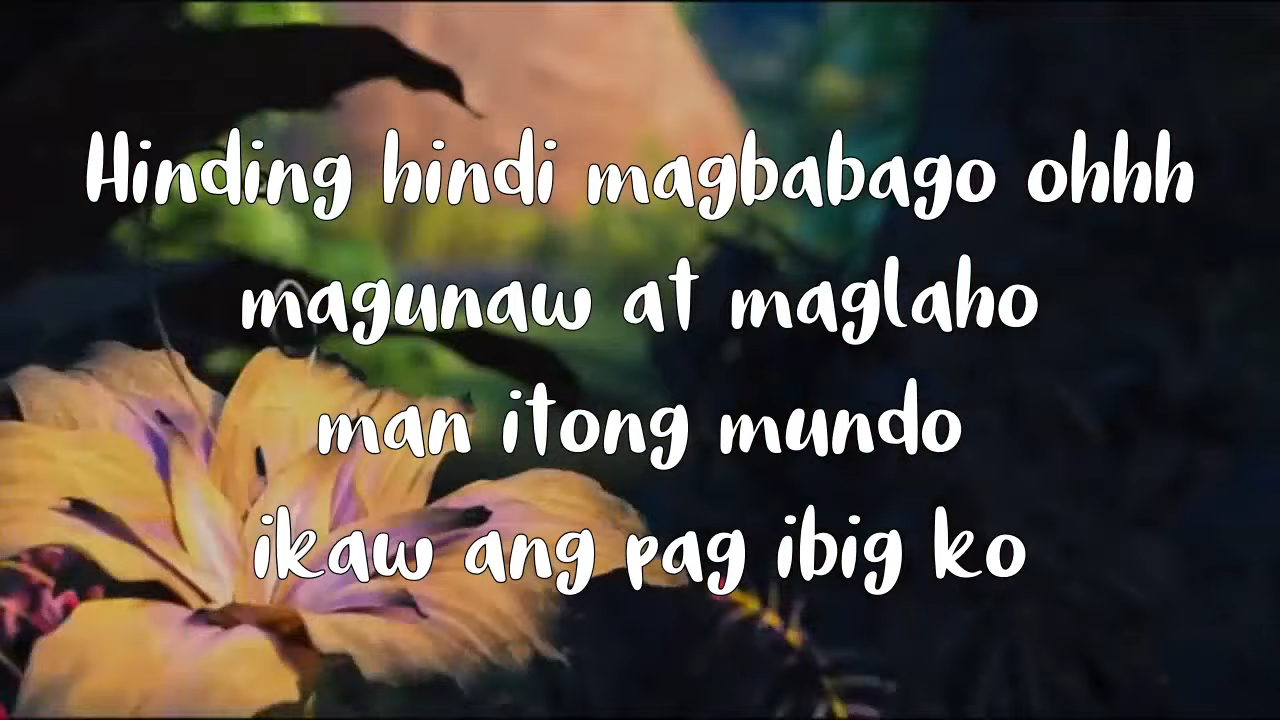 Hinding hindi magbabago ohhh
magunaw at maglaho
man itong mundo
ikaw ang pag ibig ko